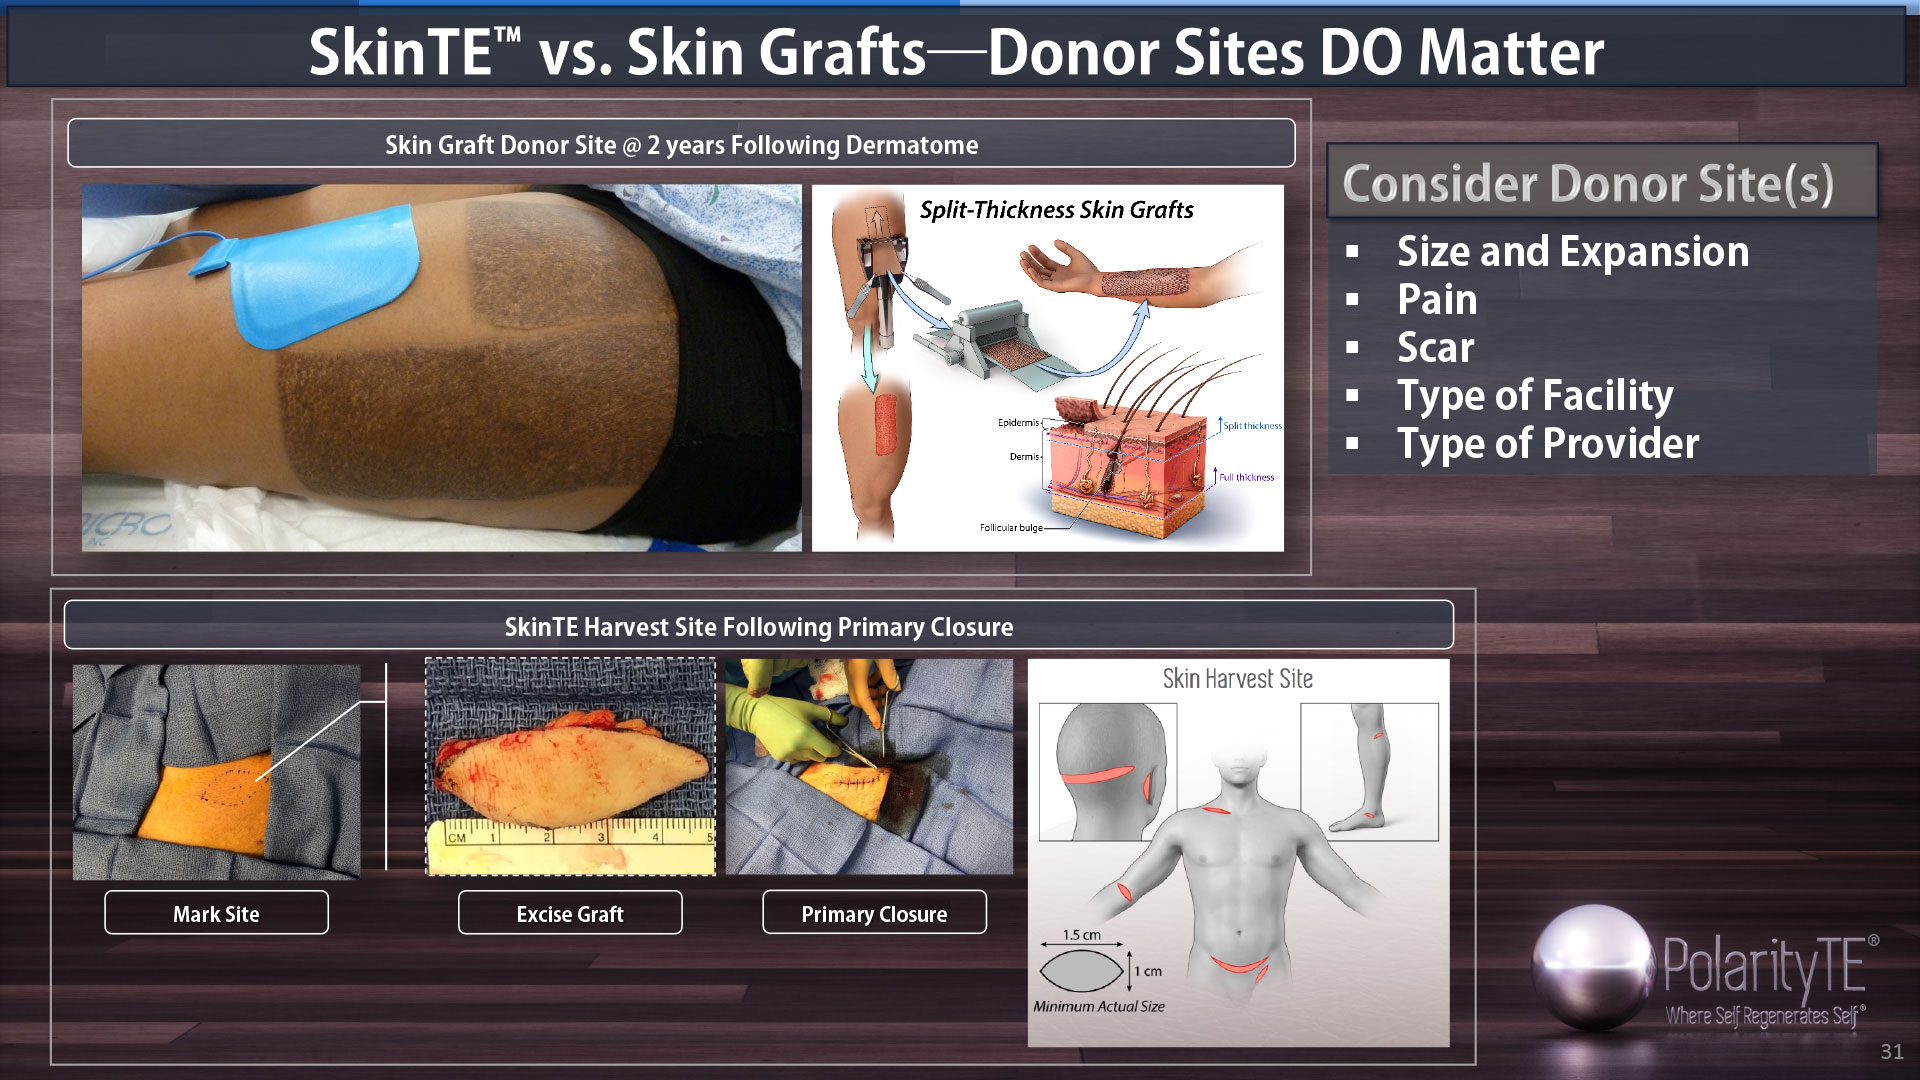 SkinTE™ vs. Skin Grafts—Donor Sites DO Matter
Skin Graft Donor Site @ 2 years Following Dermatome
Split-Thickness Skin Grafts
Epidermis
Dermis
Follicular bulge
Split thickness
Full thickness
Consider Donor Site(s)
▪ Size and Expansion
▪ Pain
▪ Scar
▪ Type of Facility
▪ Type of Provider
SkinTE Harvest Site Following Primary Closure
CM 1 2 3 4 5
Mark Site
Excise Graft
Primary Closure
Skin Harvest Site
1.5 cm
1 cm
Minimum Actual Size
PolarityTE®
Where Self Regenerates Self®
31